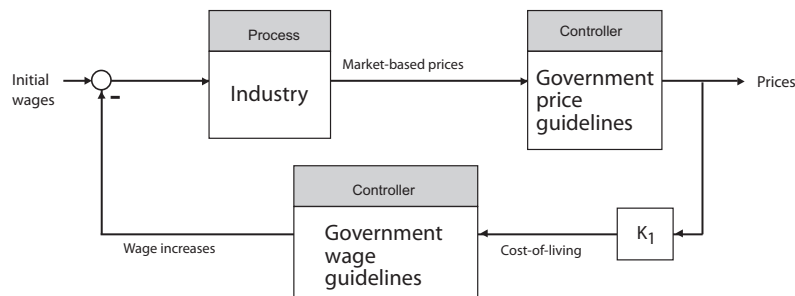 Process
Controller
Initial
wages
Industry
Market-based prices
Government
price
guidelines
Prices
–
Controller
Government
wage
guidelines
Wage increases
Cost-of-living
K1